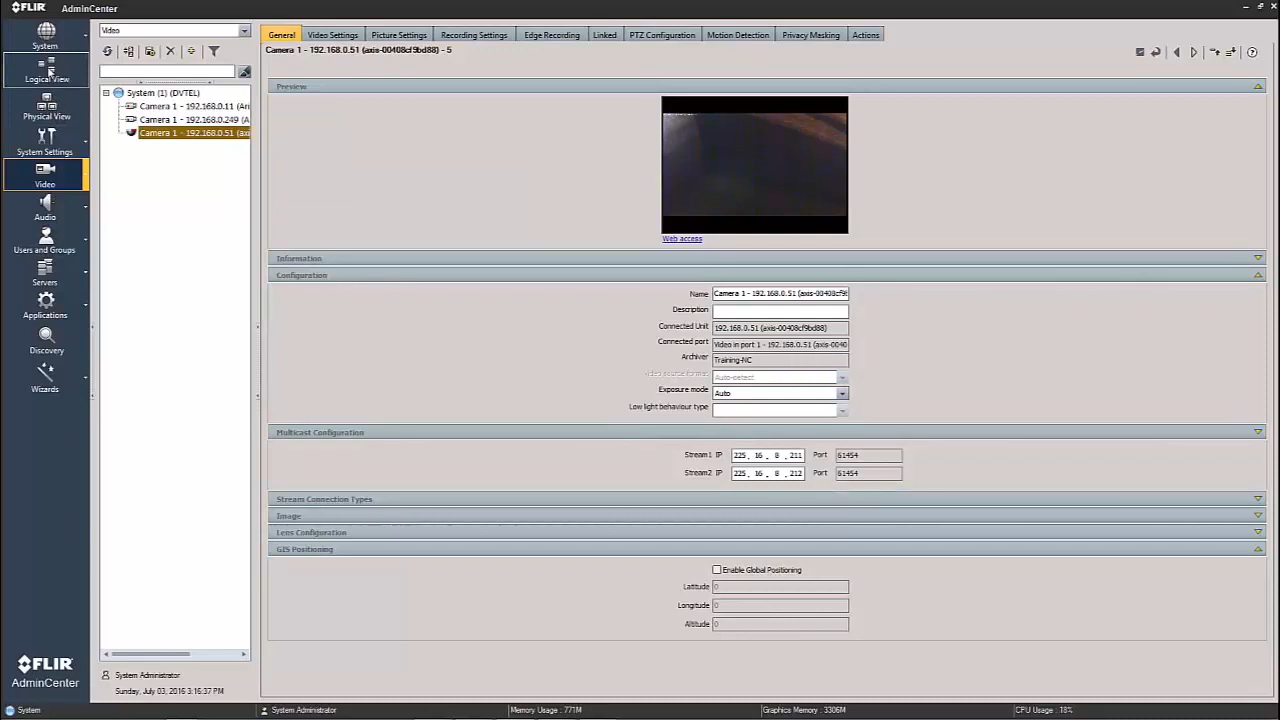 FLIR AdminCenter
System
Logical View
Physical View
System Settings
Video
Audio
Users and Groups
Servers
Applications
Discovery
Wizards
FLIR
AdminCenter
Video
System (1) (DVTEL)
Camera 1 - 192.168.0.11 (Ari
Camera 1 - 192.168.0.249 (A
Camera 1 - 192.168.0.51 (axi
System Administrator
Sunday, July 03, 2016 3:16:37 PM
General Video Settings Picture Settings Recording Settings Edge Recording Linked PTZ Configuration Motion Detection Privacy Masking Actions
Camera 1 - 192.168.0.51 (axis-00408cf9bd88) - 5
Preview
Web access
Information
Configuration
Name Camera 1 - 192.168.0.51 (axis-00408cf9b
Description
Connected Unit 192.168.0.51 (axis-00408cf9bd88)
Connected port Video in port 1 - 192.168.0.51 (axis-0040
Archiver Training-NC
Video source format Auto-detect
Exposure mode Auto
Low light behaviour type
Multicast Configuration
Stream1 IP 225 . 16 . 8 . 211 Port 61454
Stream2 IP 225 . 16 . 8 . 212 Port 61454
Stream Connection Types
Image
Lens Configuration
GIS Positioning
Enable Global Positioning
Latitude 0
Longitude 0
Altitude 0
System System Administrator Memory Usage : 771M Graphics Memory : 3306M CPU Usage : 18%